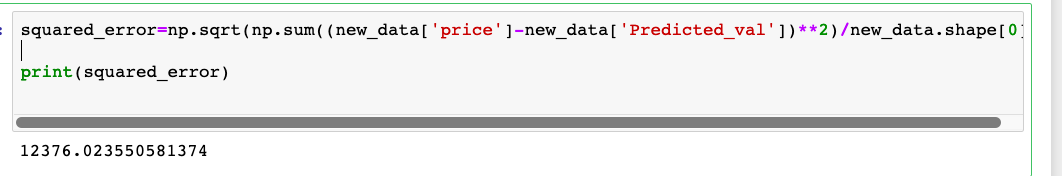 squared_error=np.sqrt(np.sum((new_data['price']-new_data['Predicted_val'])**2)/new_data.shape[0]
print(squared_error)
12376.023550581374